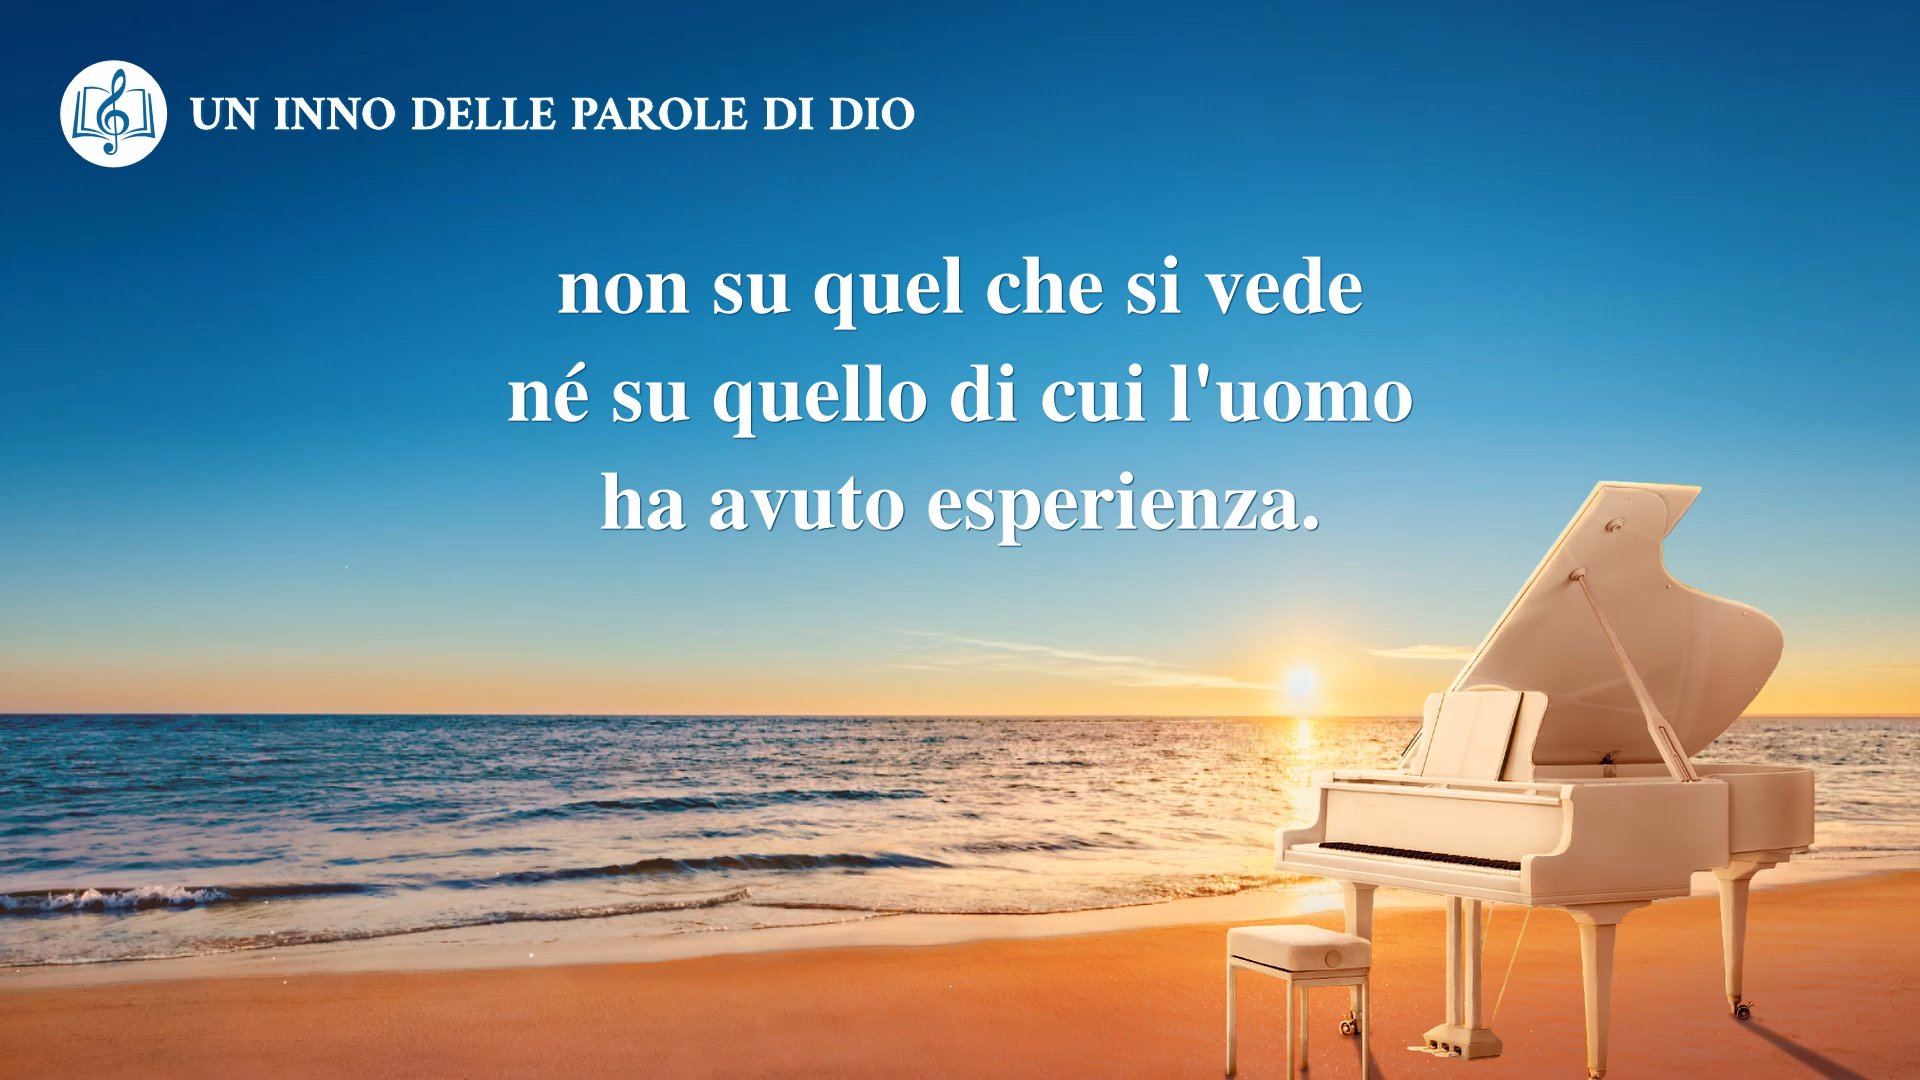 UN INNO DELLE PAROLE DI DIO
non su quel che si vede
né su quello di cui l'uomo
ha avuto esperienza.